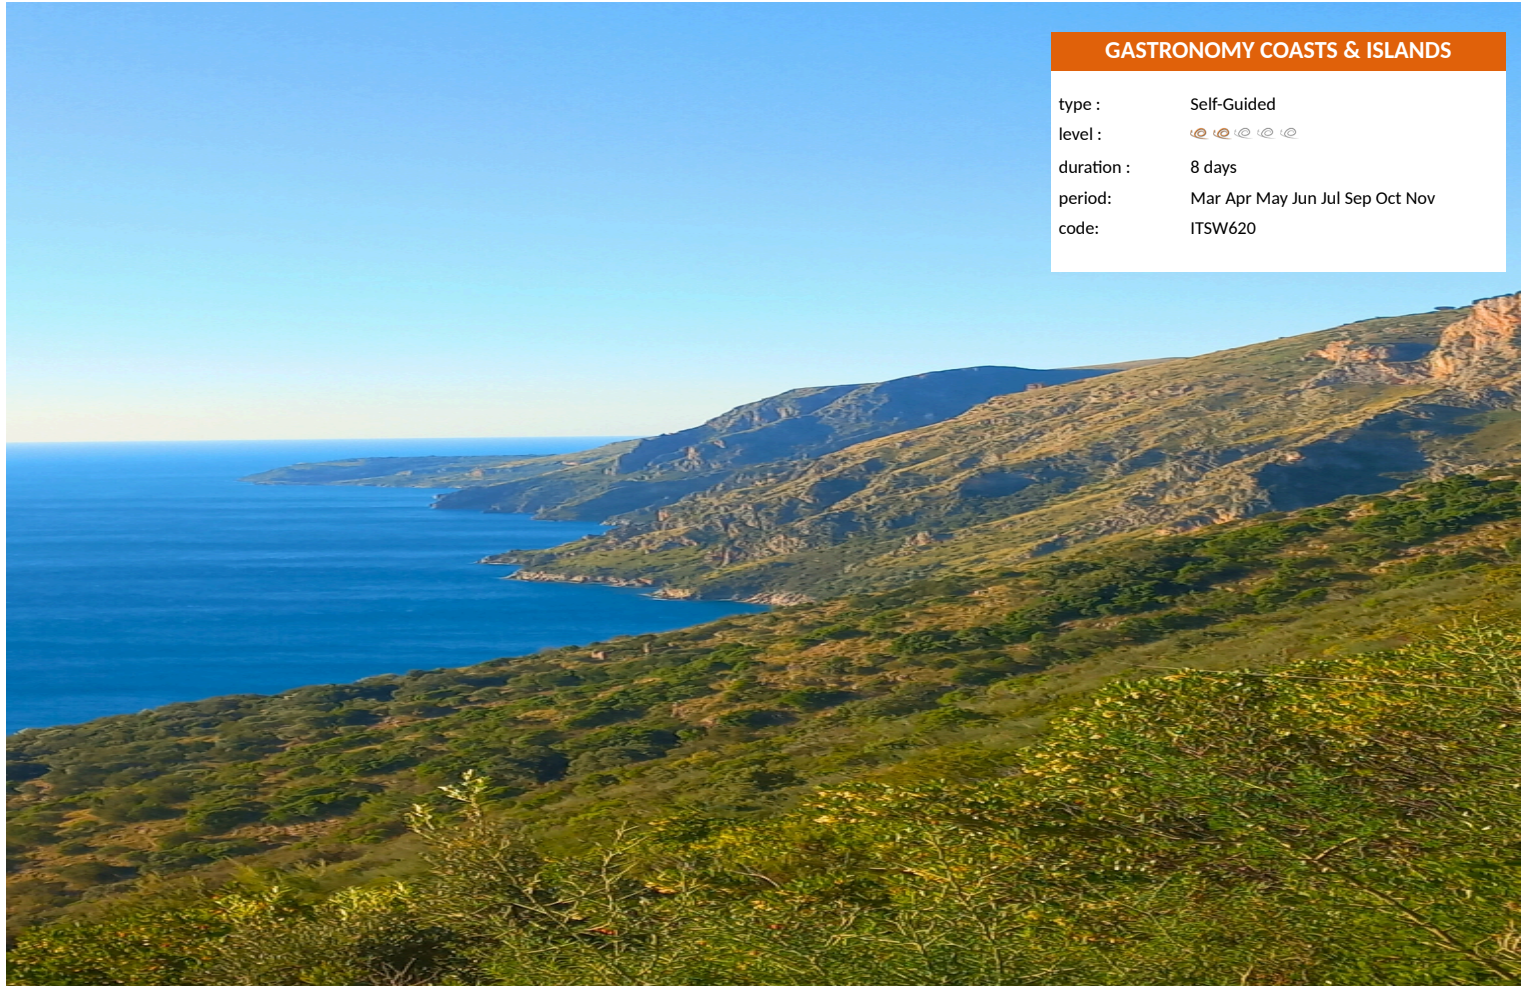 GASTRONOMY COASTS & ISLANDS
type : Self-Guided
level :
duration : 8 days
period: Mar Apr May Jun Jul Sep Oct Nov
code: ITSW620